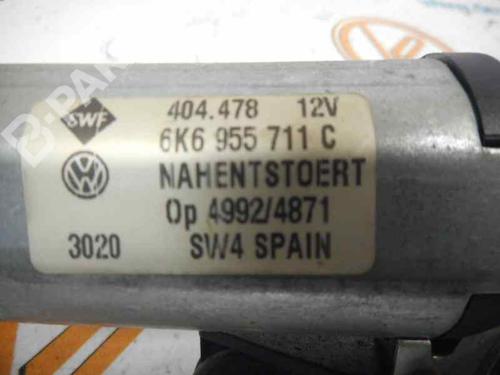 SWF 404.478 12V
6K6 955 711 C
NAHENTSTOERT
Op 4992/4871
3020 SW4 SPAIN